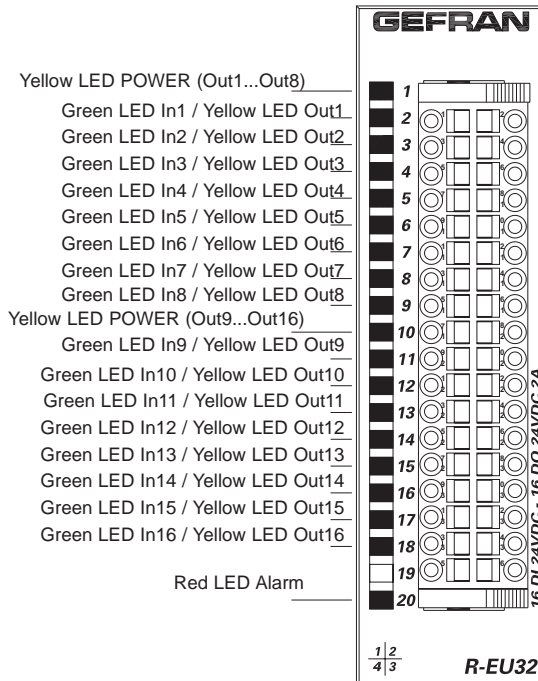 GEFRAN
Yellow LED POWER (Out1...Out8)
Green LED In1 / Yellow LED Out1
Green LED In2 / Yellow LED Out2
Green LED In3 / Yellow LED Out3
Green LED In4 / Yellow LED Out4
Green LED In5 / Yellow LED Out5
Green LED In6 / Yellow LED Out6
Green LED In7 / Yellow LED Out7
Green LED In8 / Yellow LED Out8
Yellow LED POWER (Out9...Out16)
Green LED In9 / Yellow LED Out9
Green LED In10 / Yellow LED Out10
Green LED In11 / Yellow LED Out11
Green LED In12 / Yellow LED Out12
Green LED In13 / Yellow LED Out13
Green LED In14 / Yellow LED Out14
Green LED In15 / Yellow LED Out15
Green LED In16 / Yellow LED Out16
Red LED Alarm
1
2
3
4
5
6
7
8
9
10
11
12
13
14
15
16
17
18
19
20
16 DI 24VDC - 16 DO 24VDC 2A
1 2
4 3
R-EU32